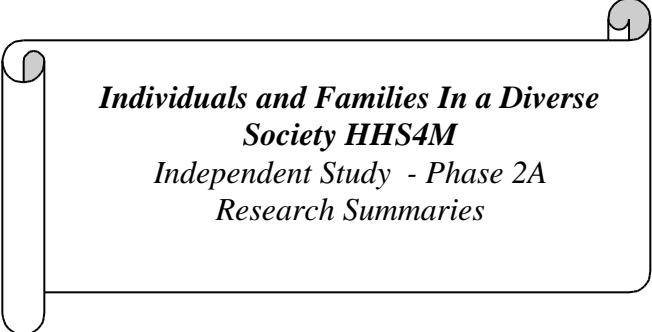 Individuals and Families In a Diverse
Society HHS4M
Independent Study - Phase 2A
Research Summaries